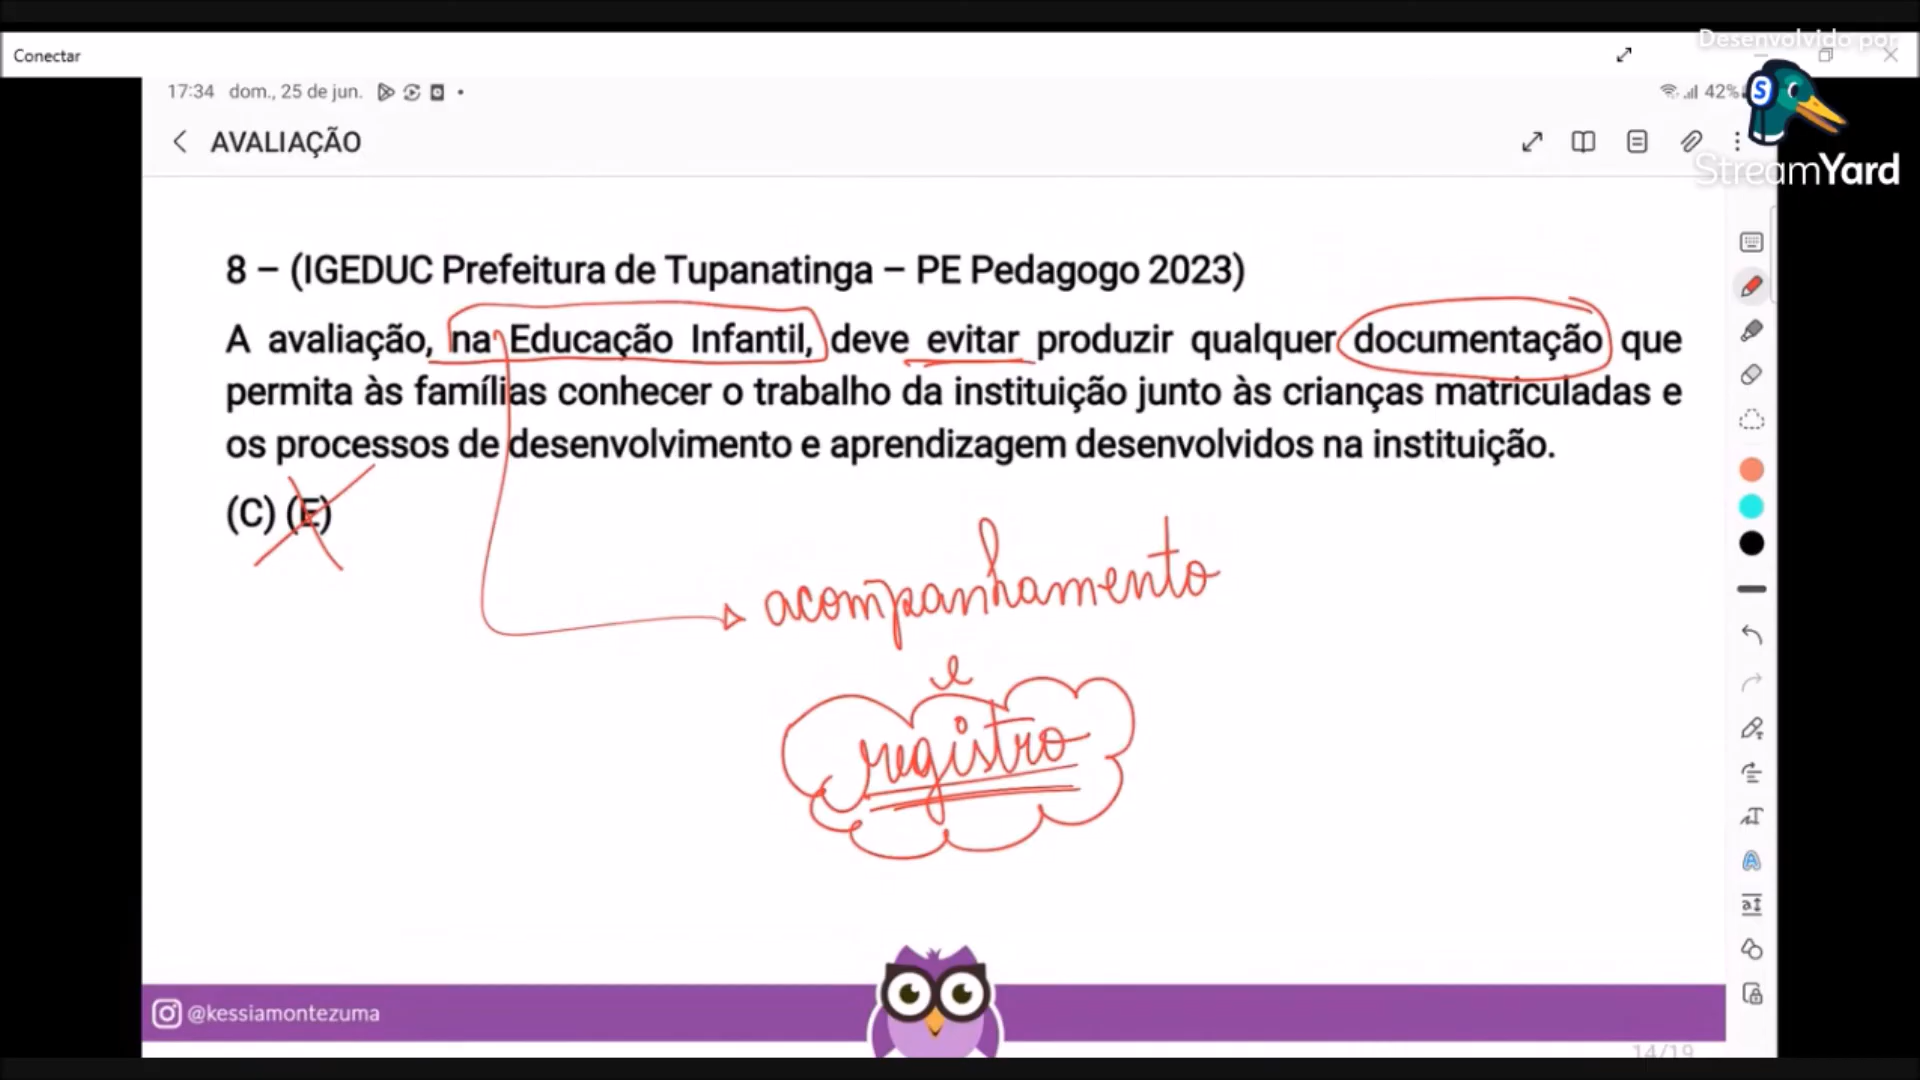 Desenvolvido por
Conectar
17:34 dom., 25 de jun.
42%
AVALIAÇÃO
StreamYard
8 – (IGEDUC Prefeitura de Tupanatinga – PE Pedagogo 2023)
A avaliação, na Educação Infantil, deve evitar produzir qualquer documentação que
permita às famílias conhecer o trabalho da instituição junto às crianças matriculadas e
os processos de desenvolvimento e aprendizagem desenvolvidos na instituição.
(C) (E)
acompanhamento
e
registro
@kessiamontezuma
14/19